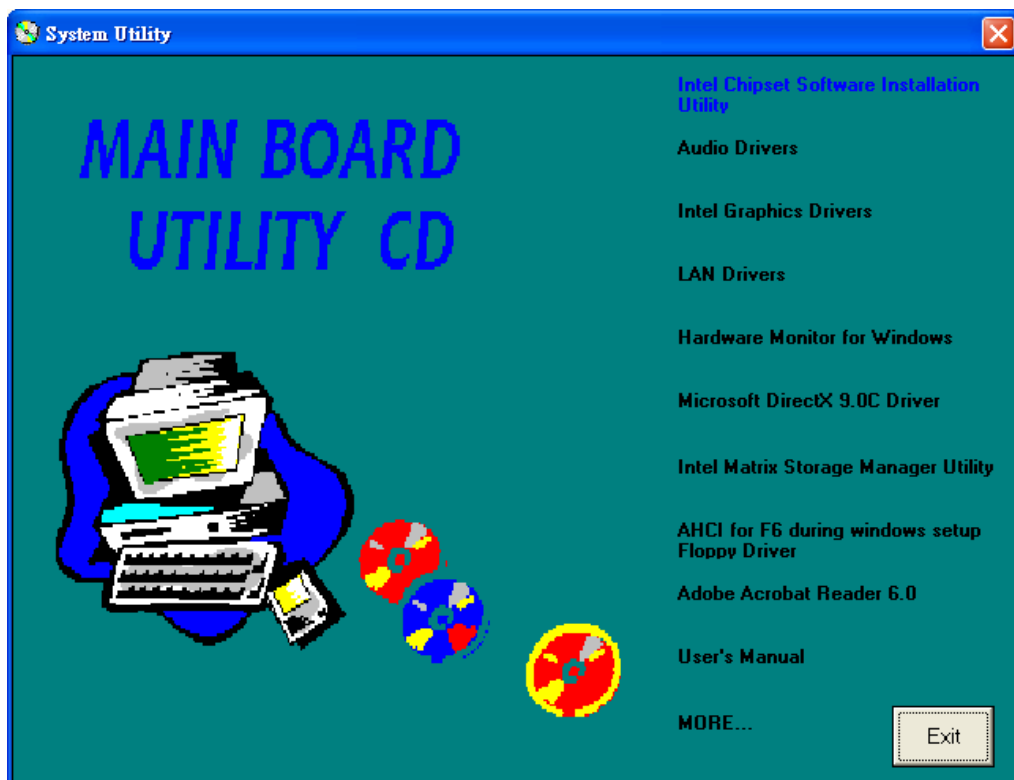 System Utility
MAIN BOARD
UTILITY CD
Intel Chipset Software Installation
Utility
Audio Drivers
Intel Graphics Drivers
LAN Drivers
Hardware Monitor for Windows
Microsoft DirectX 9.0C Driver
Intel Matrix Storage Manager Utility
AHCI for F6 during windows setup
Floppy Driver
Adobe Acrobat Reader 6.0
User's Manual
MORE...
Exit